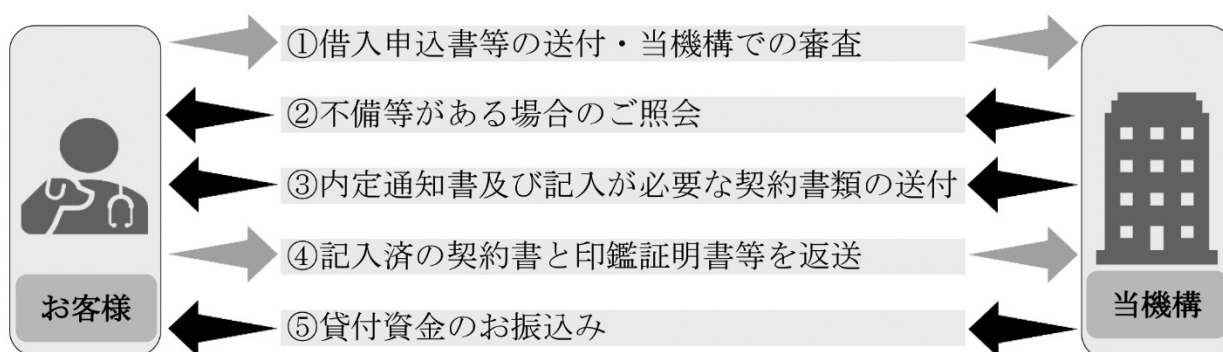 ①借入申込書等の送付・当機構での審査
②不備等がある場合のご照会
③内定通知書及び記入が必要な契約書類の送付
④記入済の契約書と印鑑証明書等を返送
⑤貸付資金のお振込み
お客様
当機構